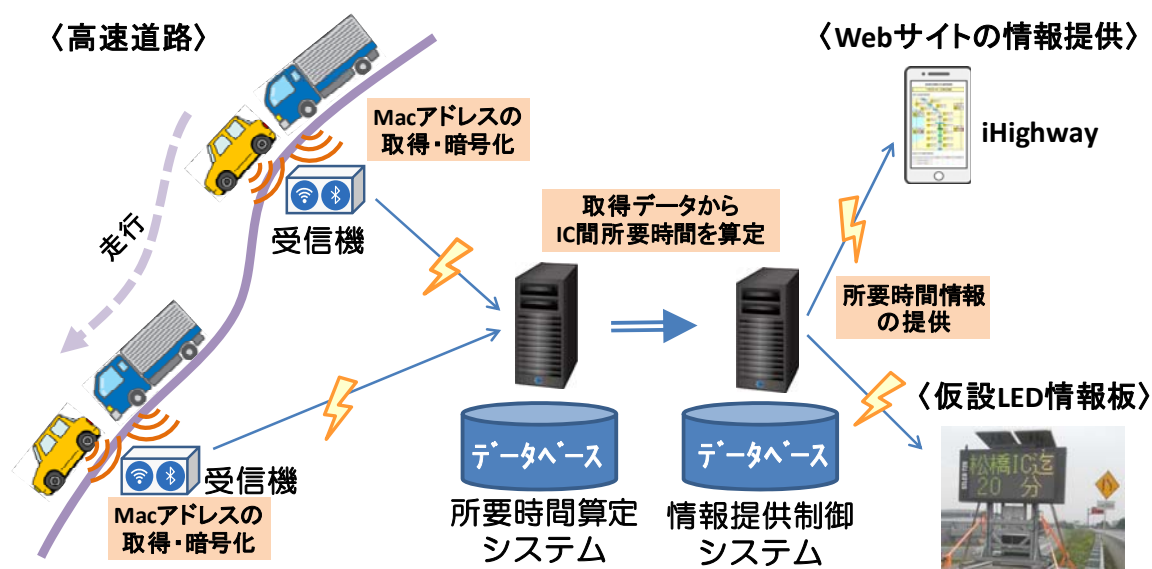 〈高速道路〉
Macアドレスの
取得・暗号化
受信機
走行
受信機
Macアドレスの
取得・暗号化
取得データから
IC間所要時間を算定
データベース
所要時間算定
システム
データベース
情報提供制御
システム
〈Webサイトの情報提供〉
iHighway
所要時間情報
の提供
〈仮設LED情報板〉
松橋IC迄
20 分